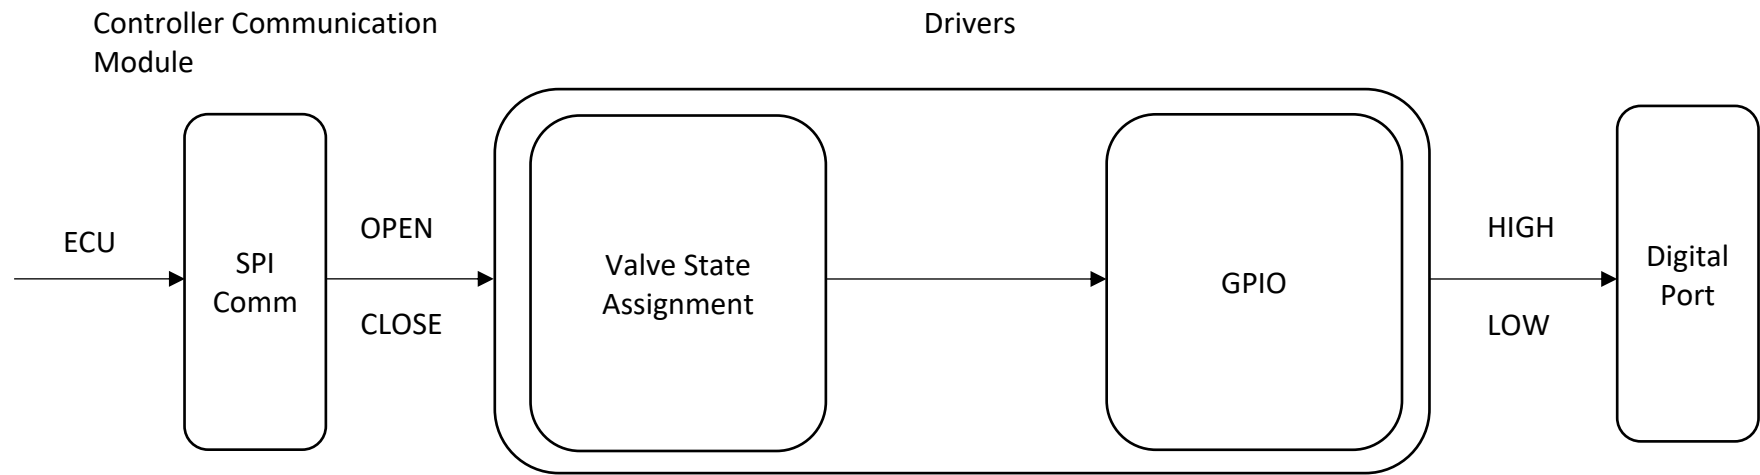 Controller Communication
Module
Drivers
ECU
SPI
Comm
OPEN
CLOSE
Valve State
Assignment
GPIO
HIGH
LOW
Digital
Port